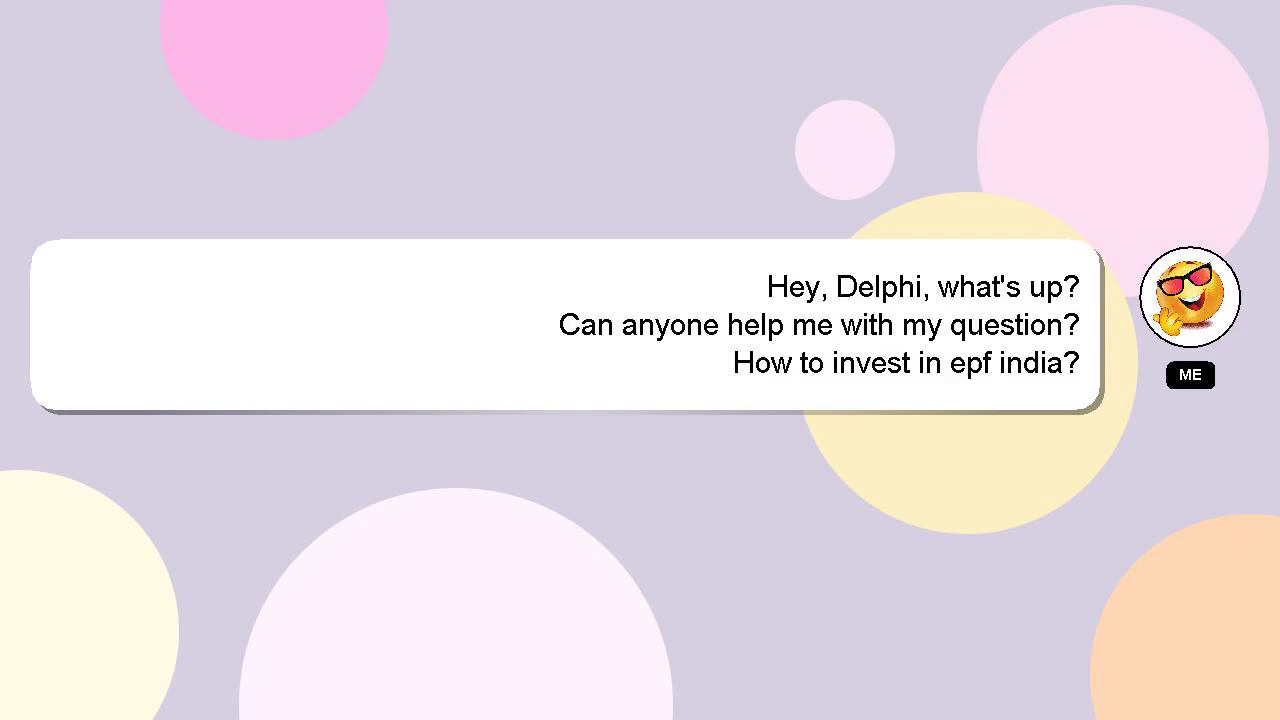 Hey, Delphi, what's up?
Can anyone help me with my question?
How to invest in epf india?
ME